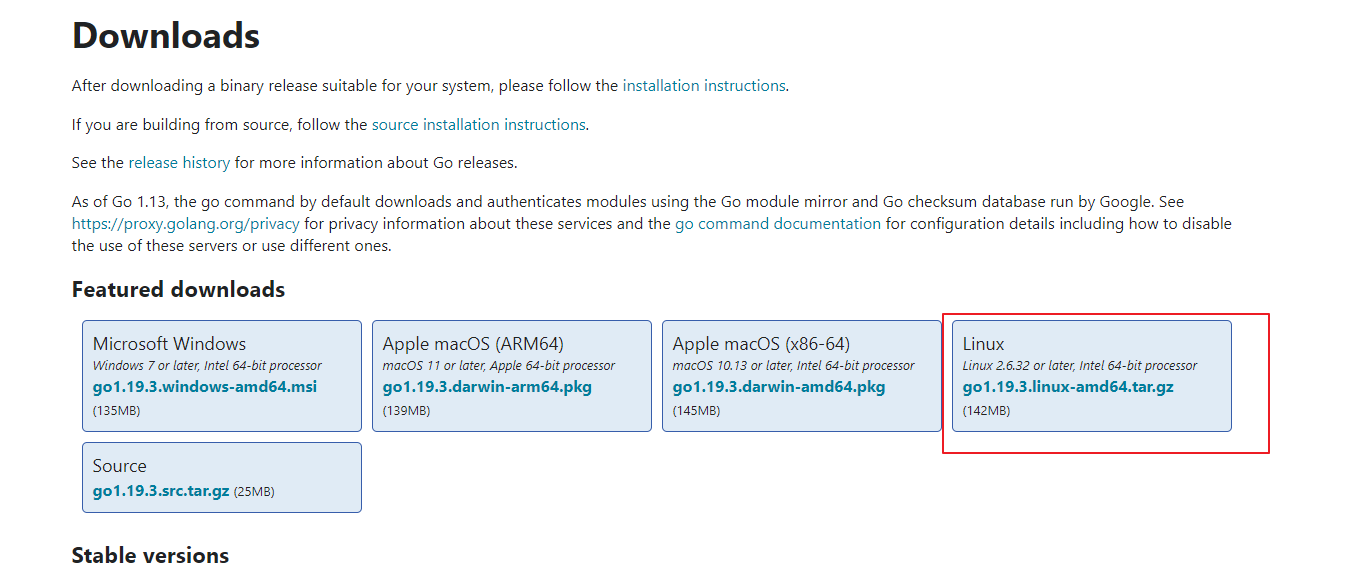 Downloads
After downloading a binary release suitable for your system, please follow the installation instructions.
If you are building from source, follow the source installation instructions.
See the release history for more information about Go releases.
As of Go 1.13, the go command by default downloads and authenticates modules using the Go module mirror and Go checksum database run by Google. See
https://proxy.golang.org/privacy for privacy information about these services and the go command documentation for configuration details including how to disable
the use of these servers or use different ones.
Featured downloads
Microsoft Windows
Windows 7 or later, Intel 64-bit processor
go1.19.3.windows-amd64.msi
(135MB)
Apple macOS (ARM64)
macOS 11 or later, Apple 64-bit processor
go1.19.3.darwin-arm64.pkg
(139MB)
Apple macOS (x86-64)
macOS 10.13 or later, Intel 64-bit processor
go1.19.3.darwin-amd64.pkg
(145MB)
Linux
Linux 2.6.32 or later, Intel 64-bit processor
go1.19.3.linux-amd64.tar.gz
(142MB)
Source
go1.19.3.src.tar.gz (25MB)
Stable versions